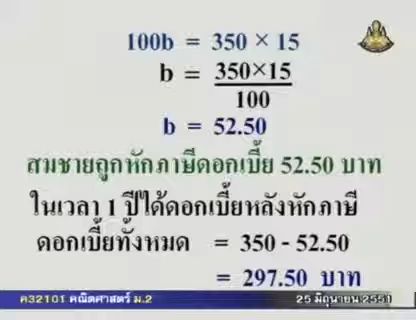 100b = 350 × 15
b = 350×15
100
b = 52.50
สมชายถูกหักภาษีดอกเบี้ย 52.50 บาท
ในเวลา 1 ปีได้ดอกเบี้ยหลังหักภาษี
ดอกเบี้ยทั้งหมด = 350 - 52.50
= 297.50 บาท
ค32101 คณิตศาสตร์ ม.2 25 มิถุนายน 2551